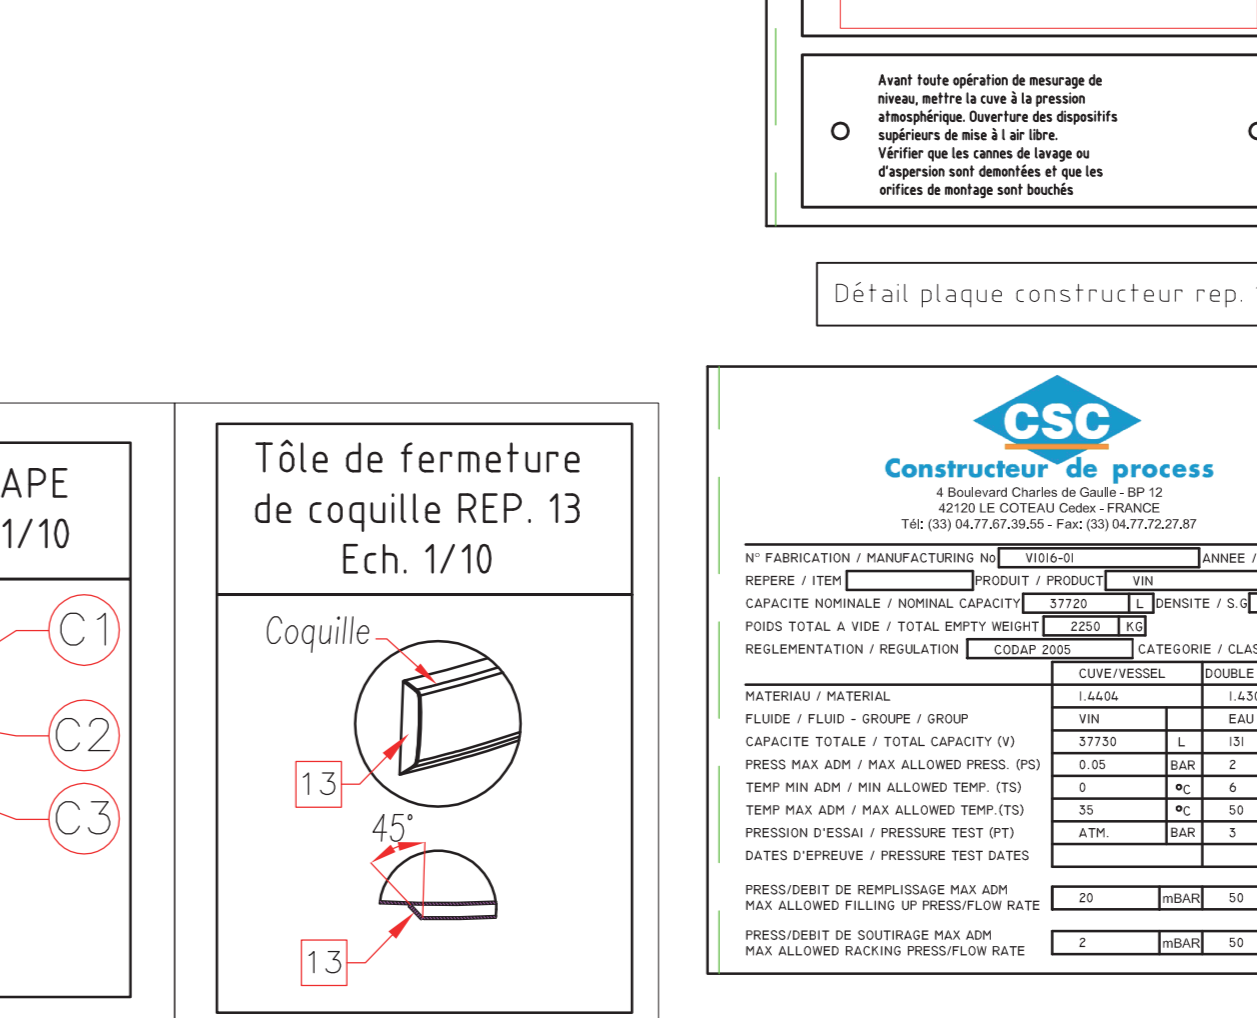 Avant toute opération de mesurage de
niveau, mettre la cuve à la pression
atmosphérique. Ouverture des dispositifs
supérieurs de mise à l air libre.
Vérifier que les cannes de lavage ou
d'aspersion sont demontées et que les
orifices de montage sont bouchés
Détail plaque constructeur rep.
APE
1/10
C1
C2
C3
Tôle de fermeture
de coquille REP. 13
Ech. 1/10
Coquille
13
45°
13
CSC
Constructeur de process
4 Boulevard Charles de Gaulle - BP 12
42120 LE COTEAU Cedex - FRANCE
Tél: (33) 04.77.67.39.55 - Fax: (33) 04.77.72.27.87
N° FABRICATION / MANUFACTURING No V1016-01 ANNEE /
REPERE / ITEM PRODUIT / PRODUCT VIN
CAPACITE NOMINALE / NOMINAL CAPACITY 37720 L DENSITE / S.G
POIDS TOTAL A VIDE / TOTAL EMPTY WEIGHT 2250 KG
REGLEMENTATION / REGULATION CODAP 2005 CATEGORIE / CLAS
CUVE/VESSEL DOUBLE
MATERIAU / MATERIAL 1.4404 1.430
FLUIDE / FLUID - GROUPE / GROUP VIN EAU
CAPACITE TOTALE / TOTAL CAPACITY (V) 37730 L 131
PRESS MAX ADM / MAX ALLOWED PRESS. (PS) 0.05 BAR 2
TEMP MIN ADM / MIN ALLOWED TEMP. (TS) 0 °C 6
TEMP MAX ADM / MAX ALLOWED TEMP.(TS) 35 °C 50
PRESSION D'ESSAI / PRESSURE TEST (PT) ATM. BAR 3
DATES D'EPREUVE / PRESSURE TEST DATES
PRESS/DEBIT DE REMPLISSAGE MAX ADM
MAX ALLOWED FILLING UP PRESS/FLOW RATE 20 mBAR 50
PRESS/DEBIT DE SOUTIRAGE MAX ADM
MAX ALLOWED RACKING PRESS/FLOW RATE 2 mBAR 50